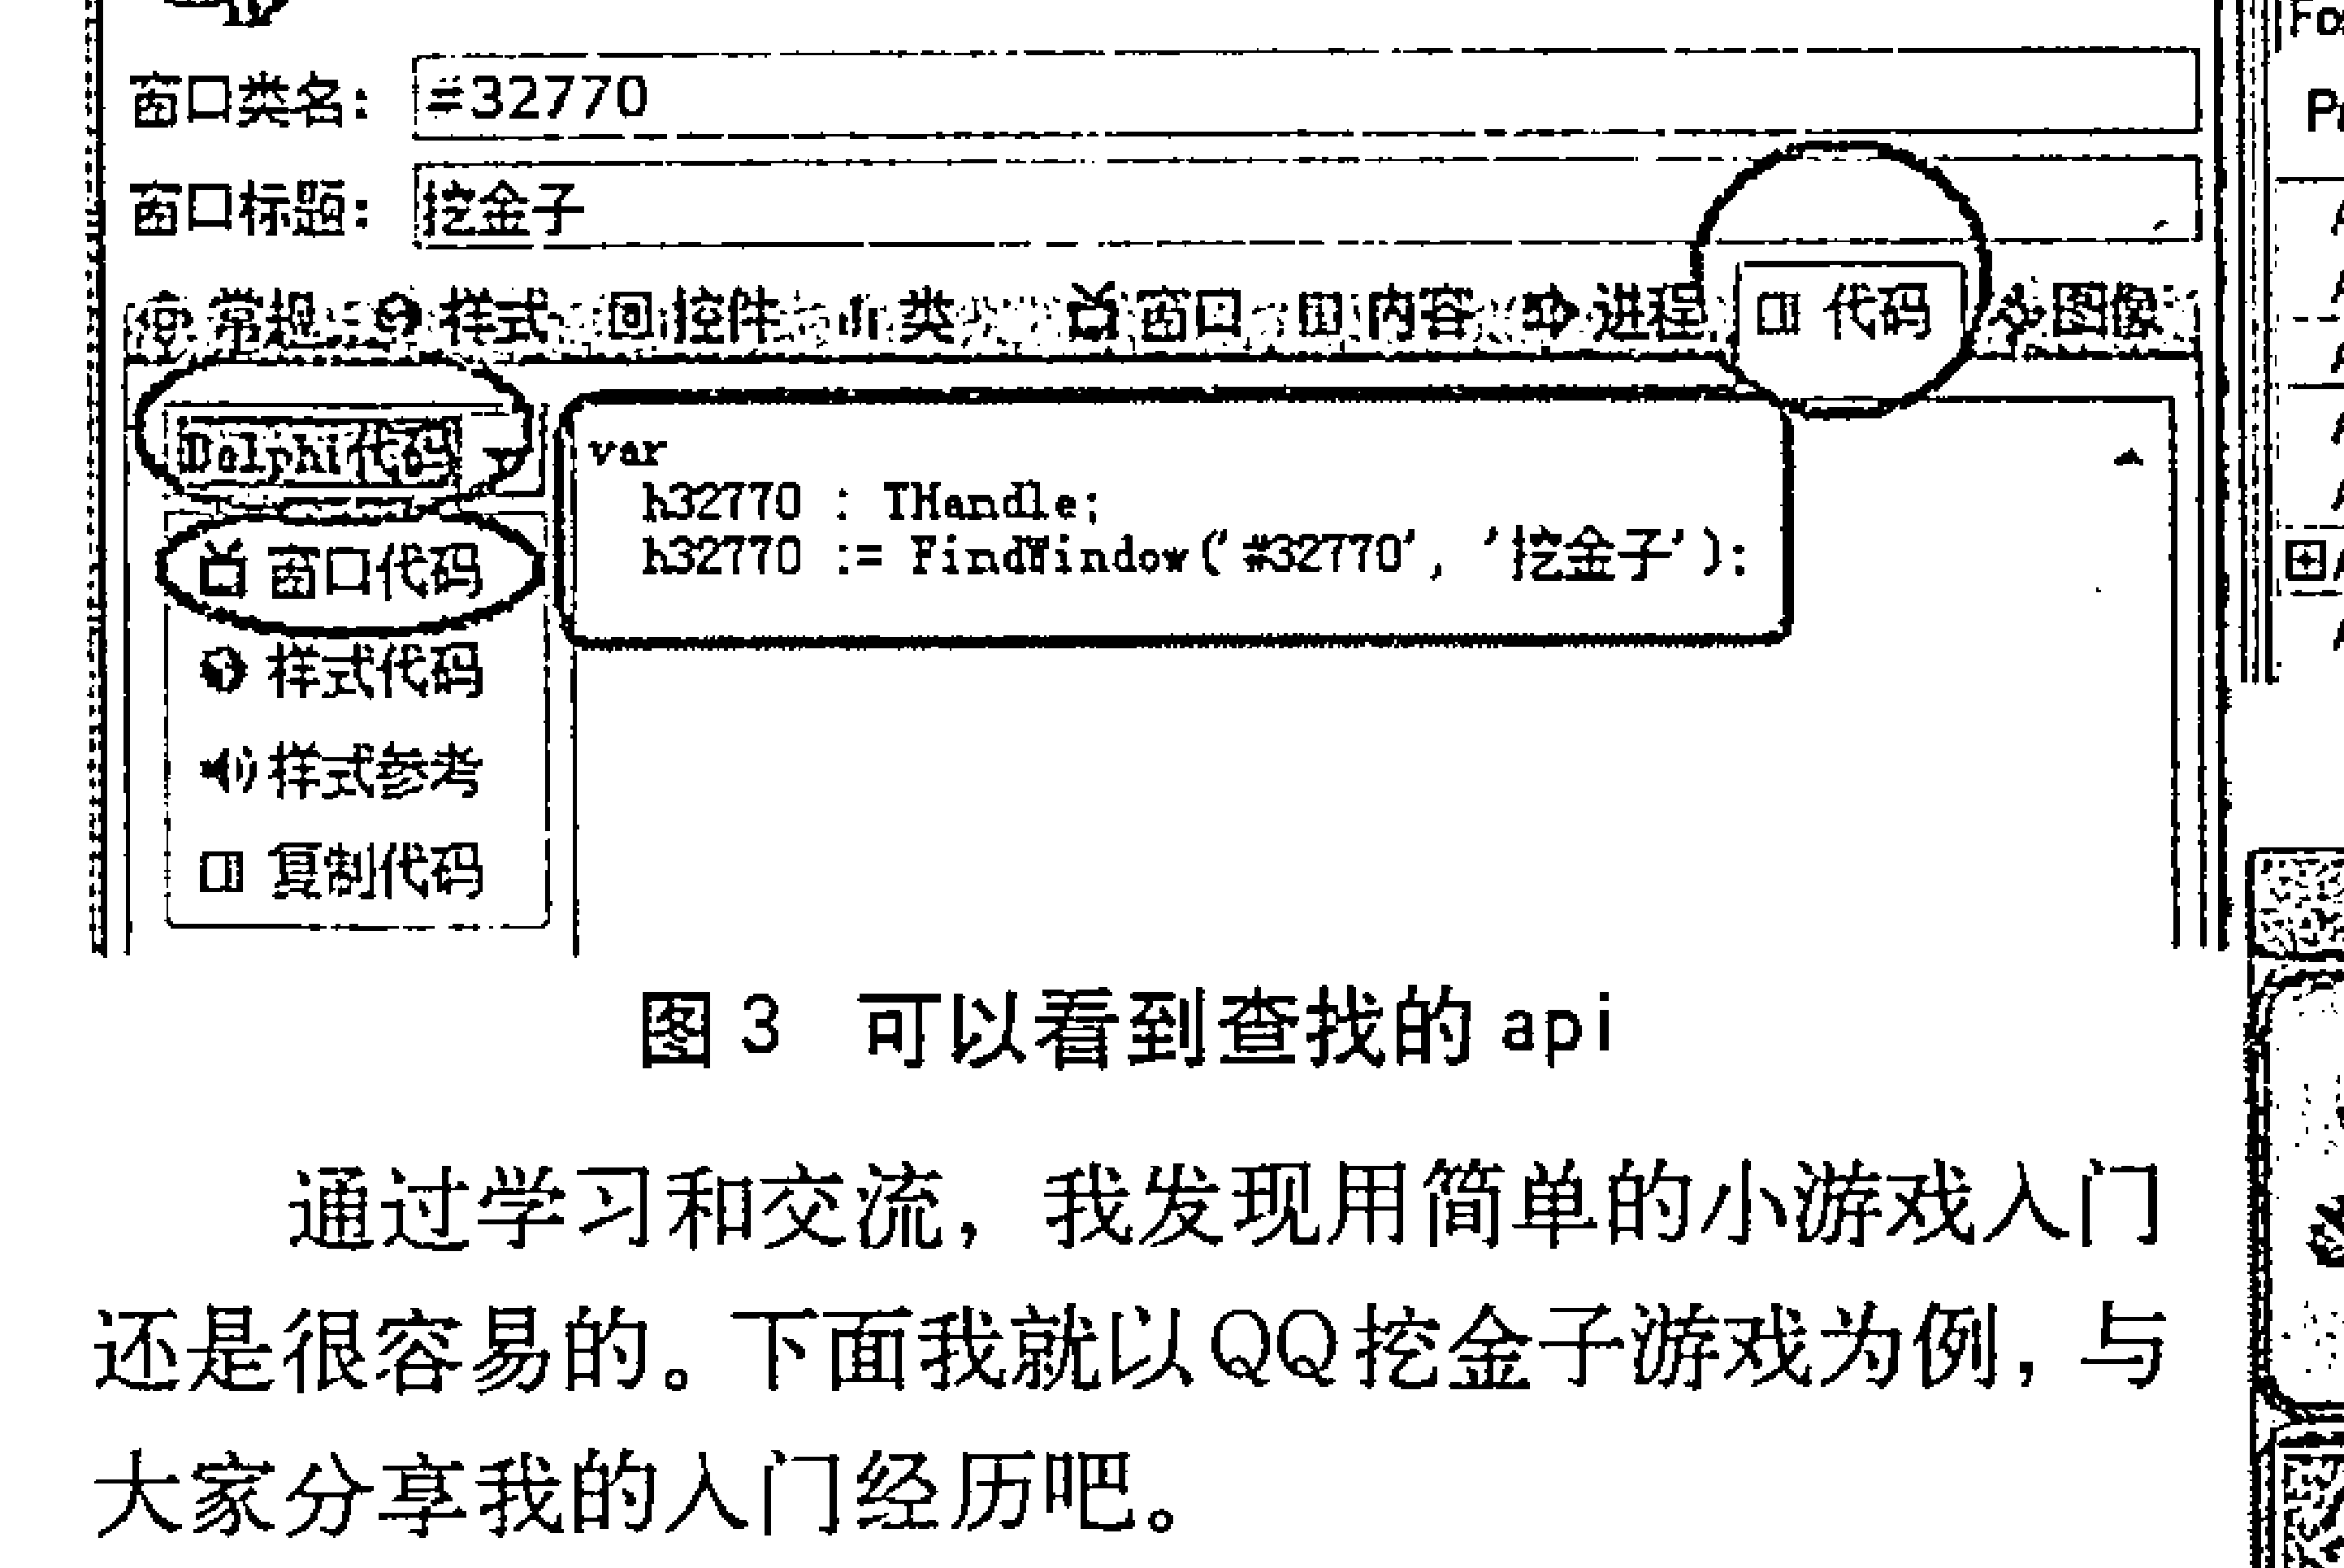 窗口类名: #32770
窗口标题: 挖金子
常规 样式 控件 类 窗口 内容 进程 代码 图像
Delphi代码
窗口代码
样式代码
样式参考
复制代码
var
h32770 : THandle;
h32770 := FindWindow('#32770', '挖金子');
图 3 可以看到查找的 api
通过学习和交流，我发现用简单的小游戏入门
还是很容易的。下面我就以QQ挖金子游戏为例，与
大家分享我的入门经历吧。